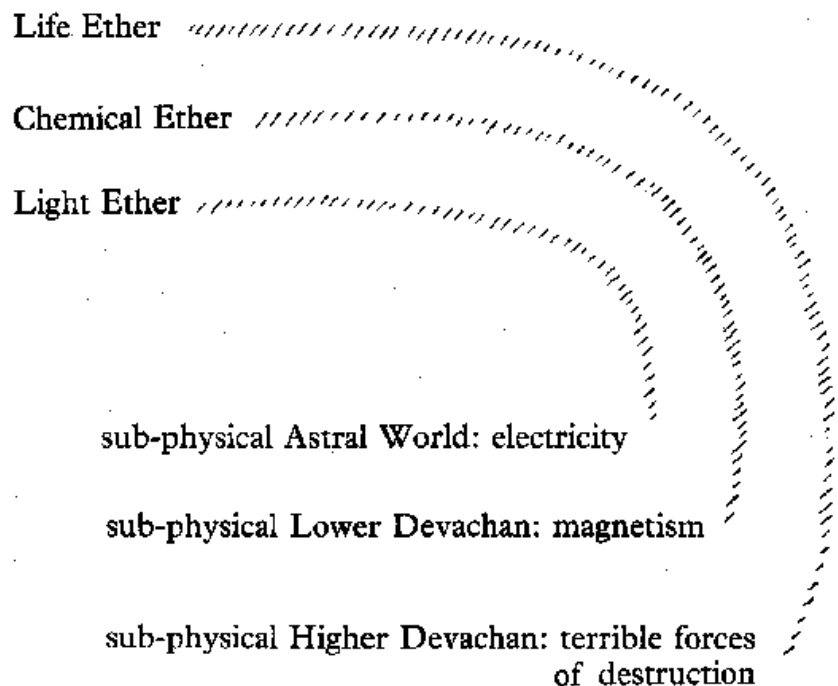 Life Ether
Chemical Ether
Light Ether
sub-physical Astral World: electricity
sub-physical Lower Devachan: magnetism
sub-physical Higher Devachan: terrible forces
of destruction